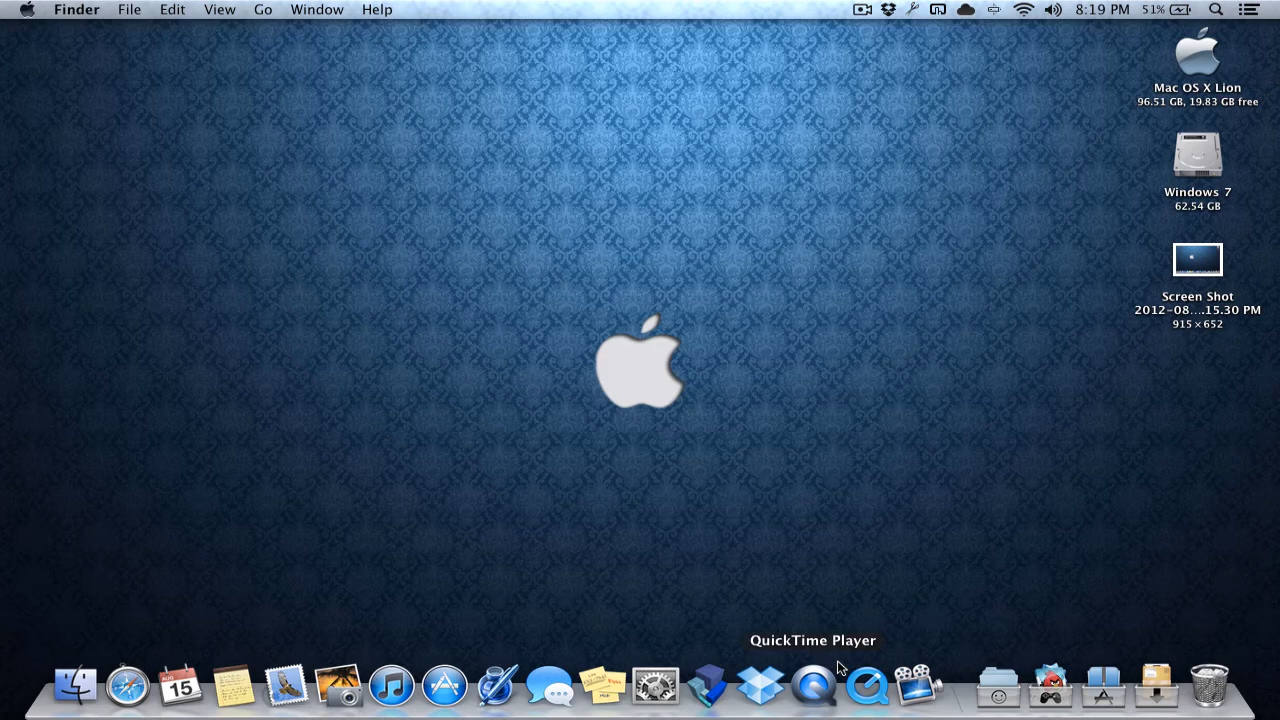 Finder File Edit View Go Window Help 8:19 PM 51%
Mac OS X Lion
96.51 GB, 19.83 GB free
Windows 7
62.54 GB
Screen Shot
2012-08....15.30 PM
915×652
QuickTime Player
AUG
15